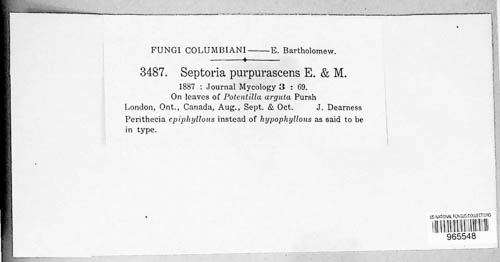 FUNGI COLUMBIANI——E. Bartholomew.
3487. Septoria purpurascens E. & M.
1887 : Journal Mycology 3 : 69.
On leaves of Potentilla arguta Pursh
London, Ont., Canada, Aug., Sept. & Oct. J. Dearness
Perithecia epiphyllous instead of hypophyllous as said to be
in type.
US NATIONAL FUNGUS COLLECTIONS
965548